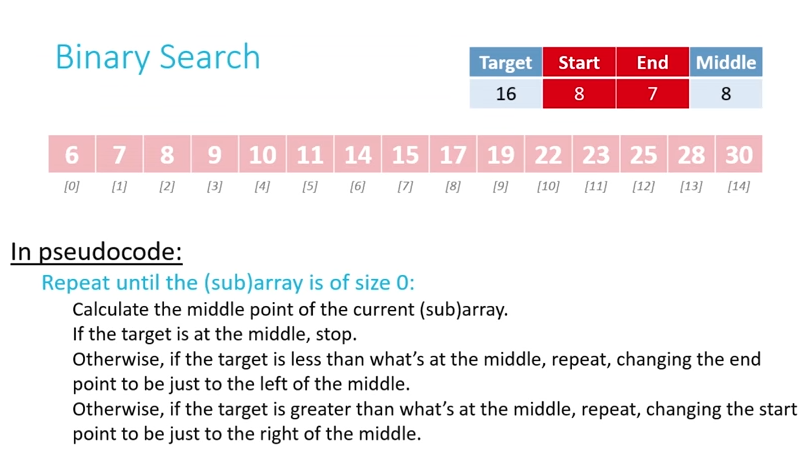 Binary Search
Target Start End Middle
16 8 7 8
6 7 8 9 10 11 14 15 17 19 22 23 25 28 30
[0] [1] [2] [3] [4] [5] [6] [7] [8] [9] [10] [11] [12] [13] [14]
In pseudocode:
Repeat until the (sub)array is of size 0:
Calculate the middle point of the current (sub)array.
If the target is at the middle, stop.
Otherwise, if the target is less than what's at the middle, repeat, changing the end
point to be just to the left of the middle.
Otherwise, if the target is greater than what's at the middle, repeat, changing the start
point to be just to the right of the middle.